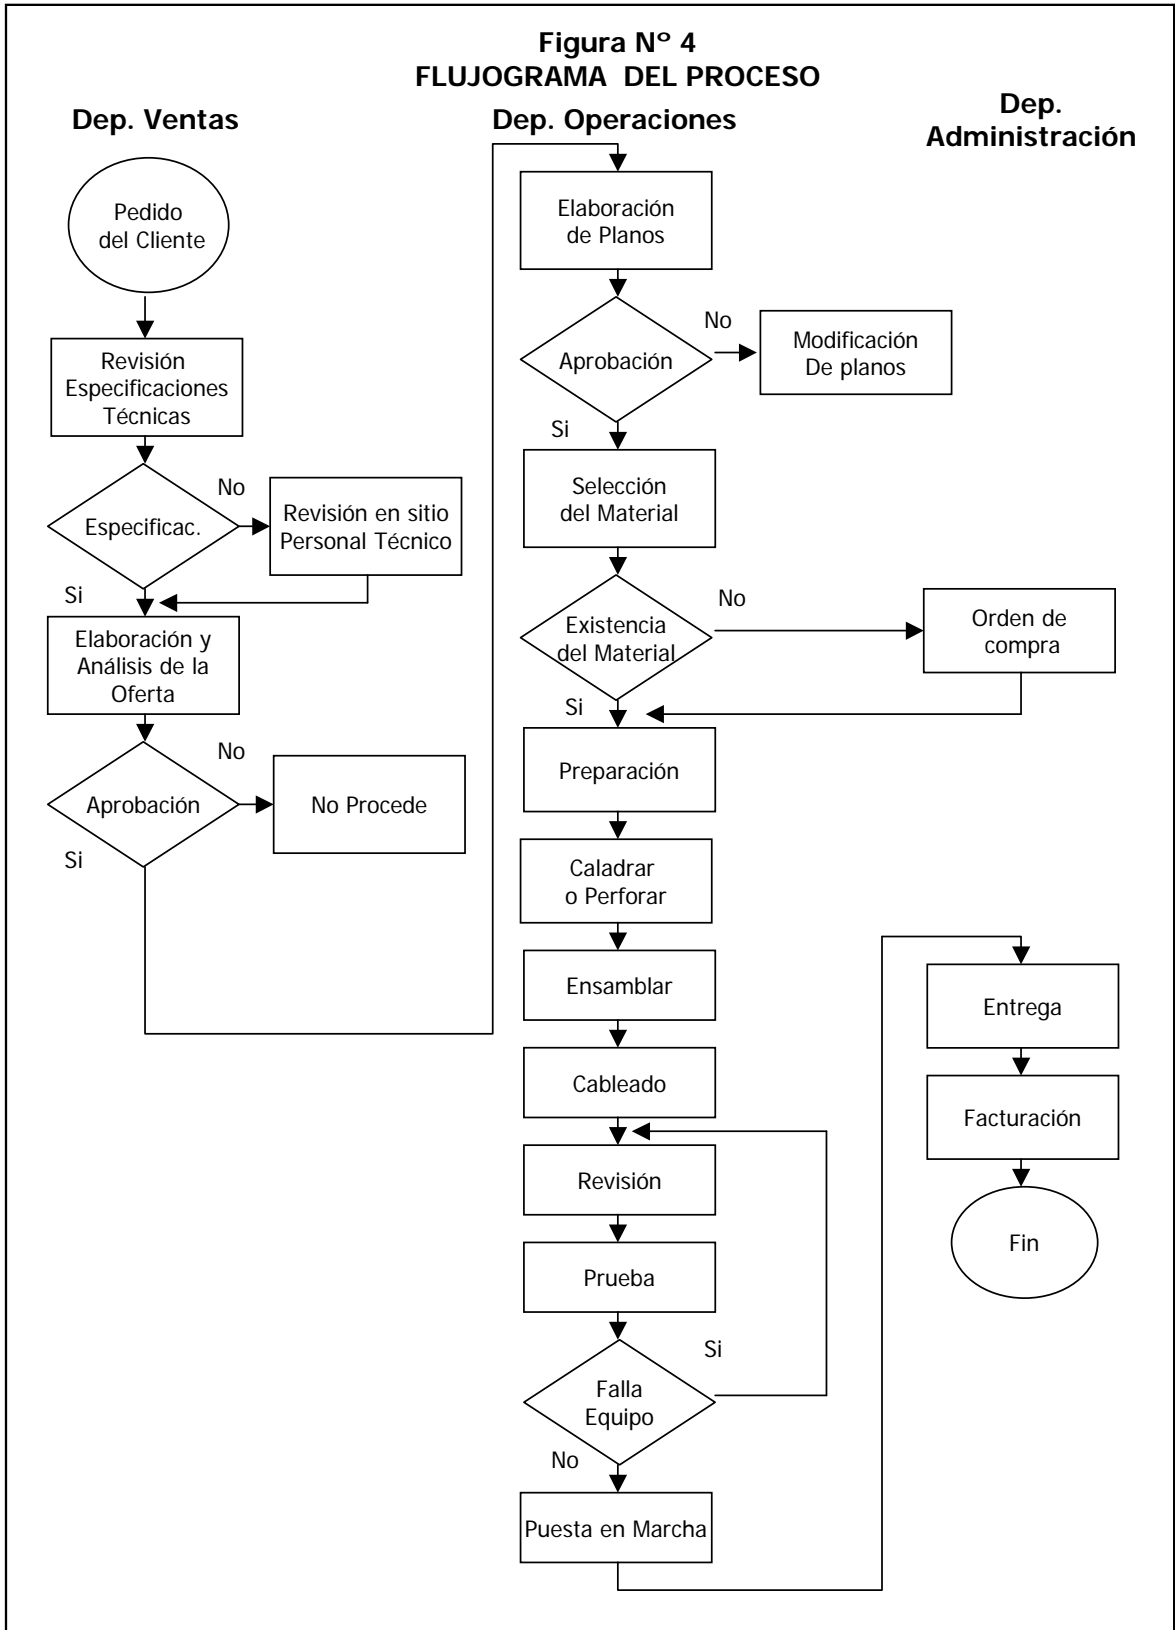 Figura Nº 4
FLUJOGRAMA DEL PROCESO
Dep. Ventas
Pedido
del Cliente
Revisión
Especificaciones
Técnicas
Especificac.
No
Revisión en sitio
Personal Técnico
Si
Elaboración y
Análisis de la
Oferta
Aprobación
No
No Procede
Si
Dep. Operaciones
Elaboración
de Planos
Aprobación
No
Modificación
De planos
Si
Selección
del Material
Existencia
del Material
No
Si
Preparación
Caladrar
o Perforar
Ensamblar
Cableado
Revisión
Prueba
Falla
Equipo
Si
No
Puesta en Marcha
Dep.
Administración
Orden de
compra
Entrega
Facturación
Fin